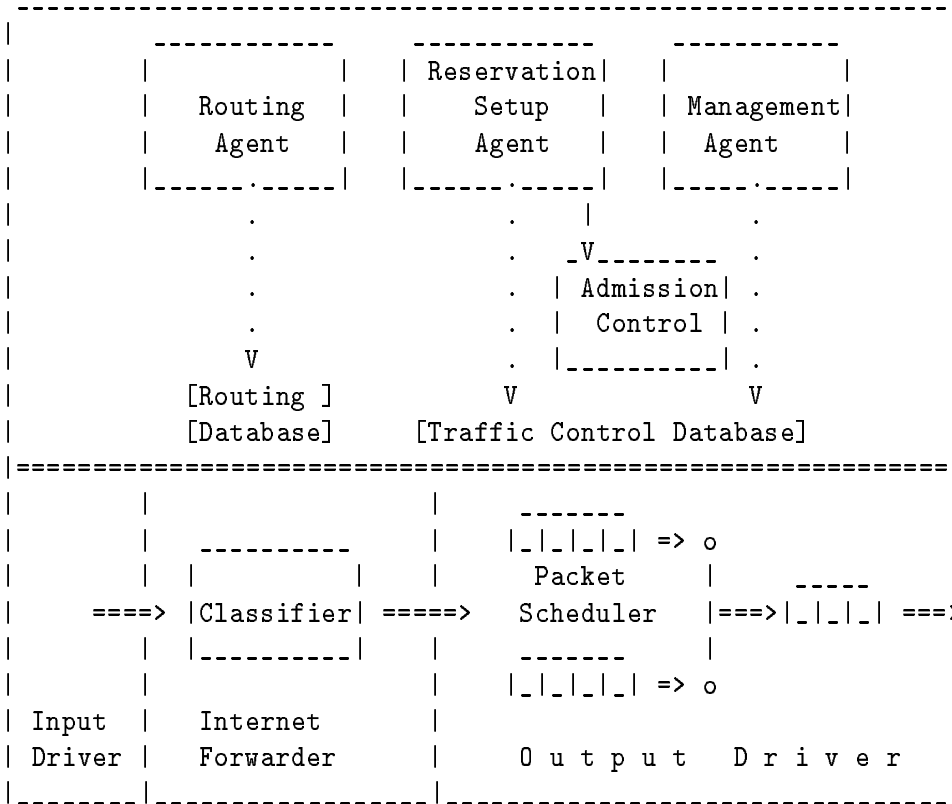 Routing Agent
Reservation Setup Agent
Management Agent
Admission Control
[Routing ]
[Database]
[Traffic Control Database]
Classifier
Packet Scheduler
Input Driver
Internet Forwarder
O u t p u t   D r i v e r